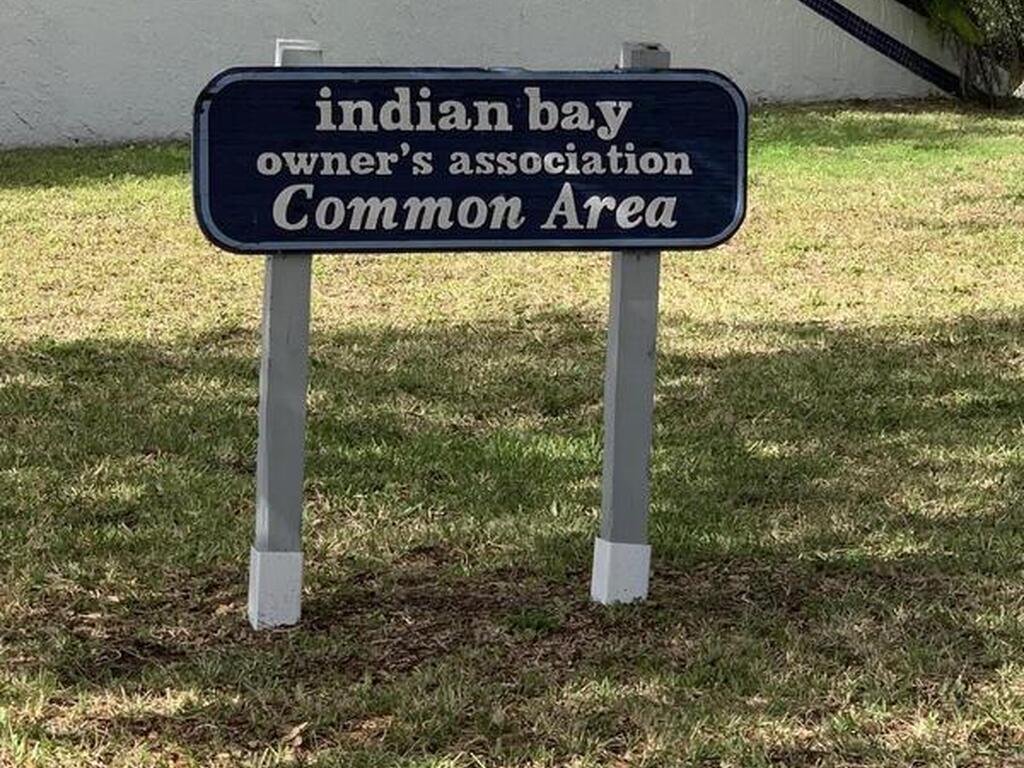 indian bay
owner's association
Common Area